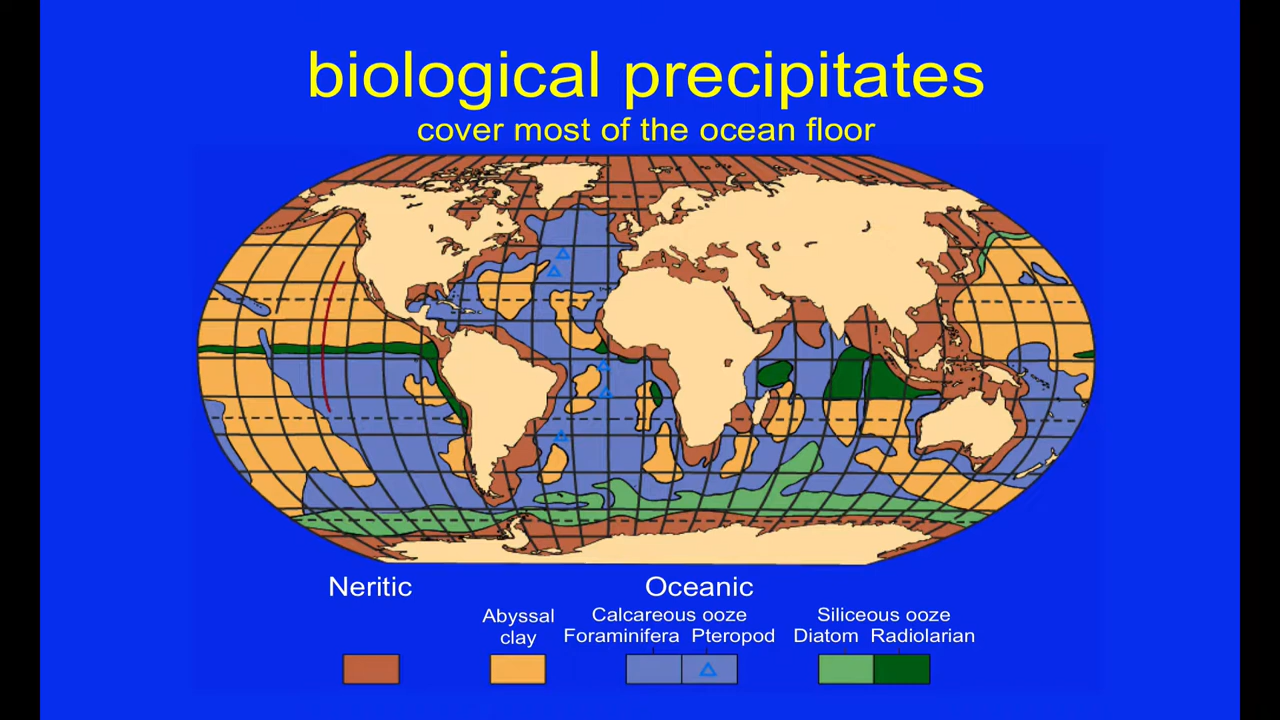 biological precipitates
cover most of the ocean floor
Neritic
Oceanic
Abyssal
clay
Calcareous ooze
Foraminifera Pteropod
Siliceous ooze
Diatom Radiolarian